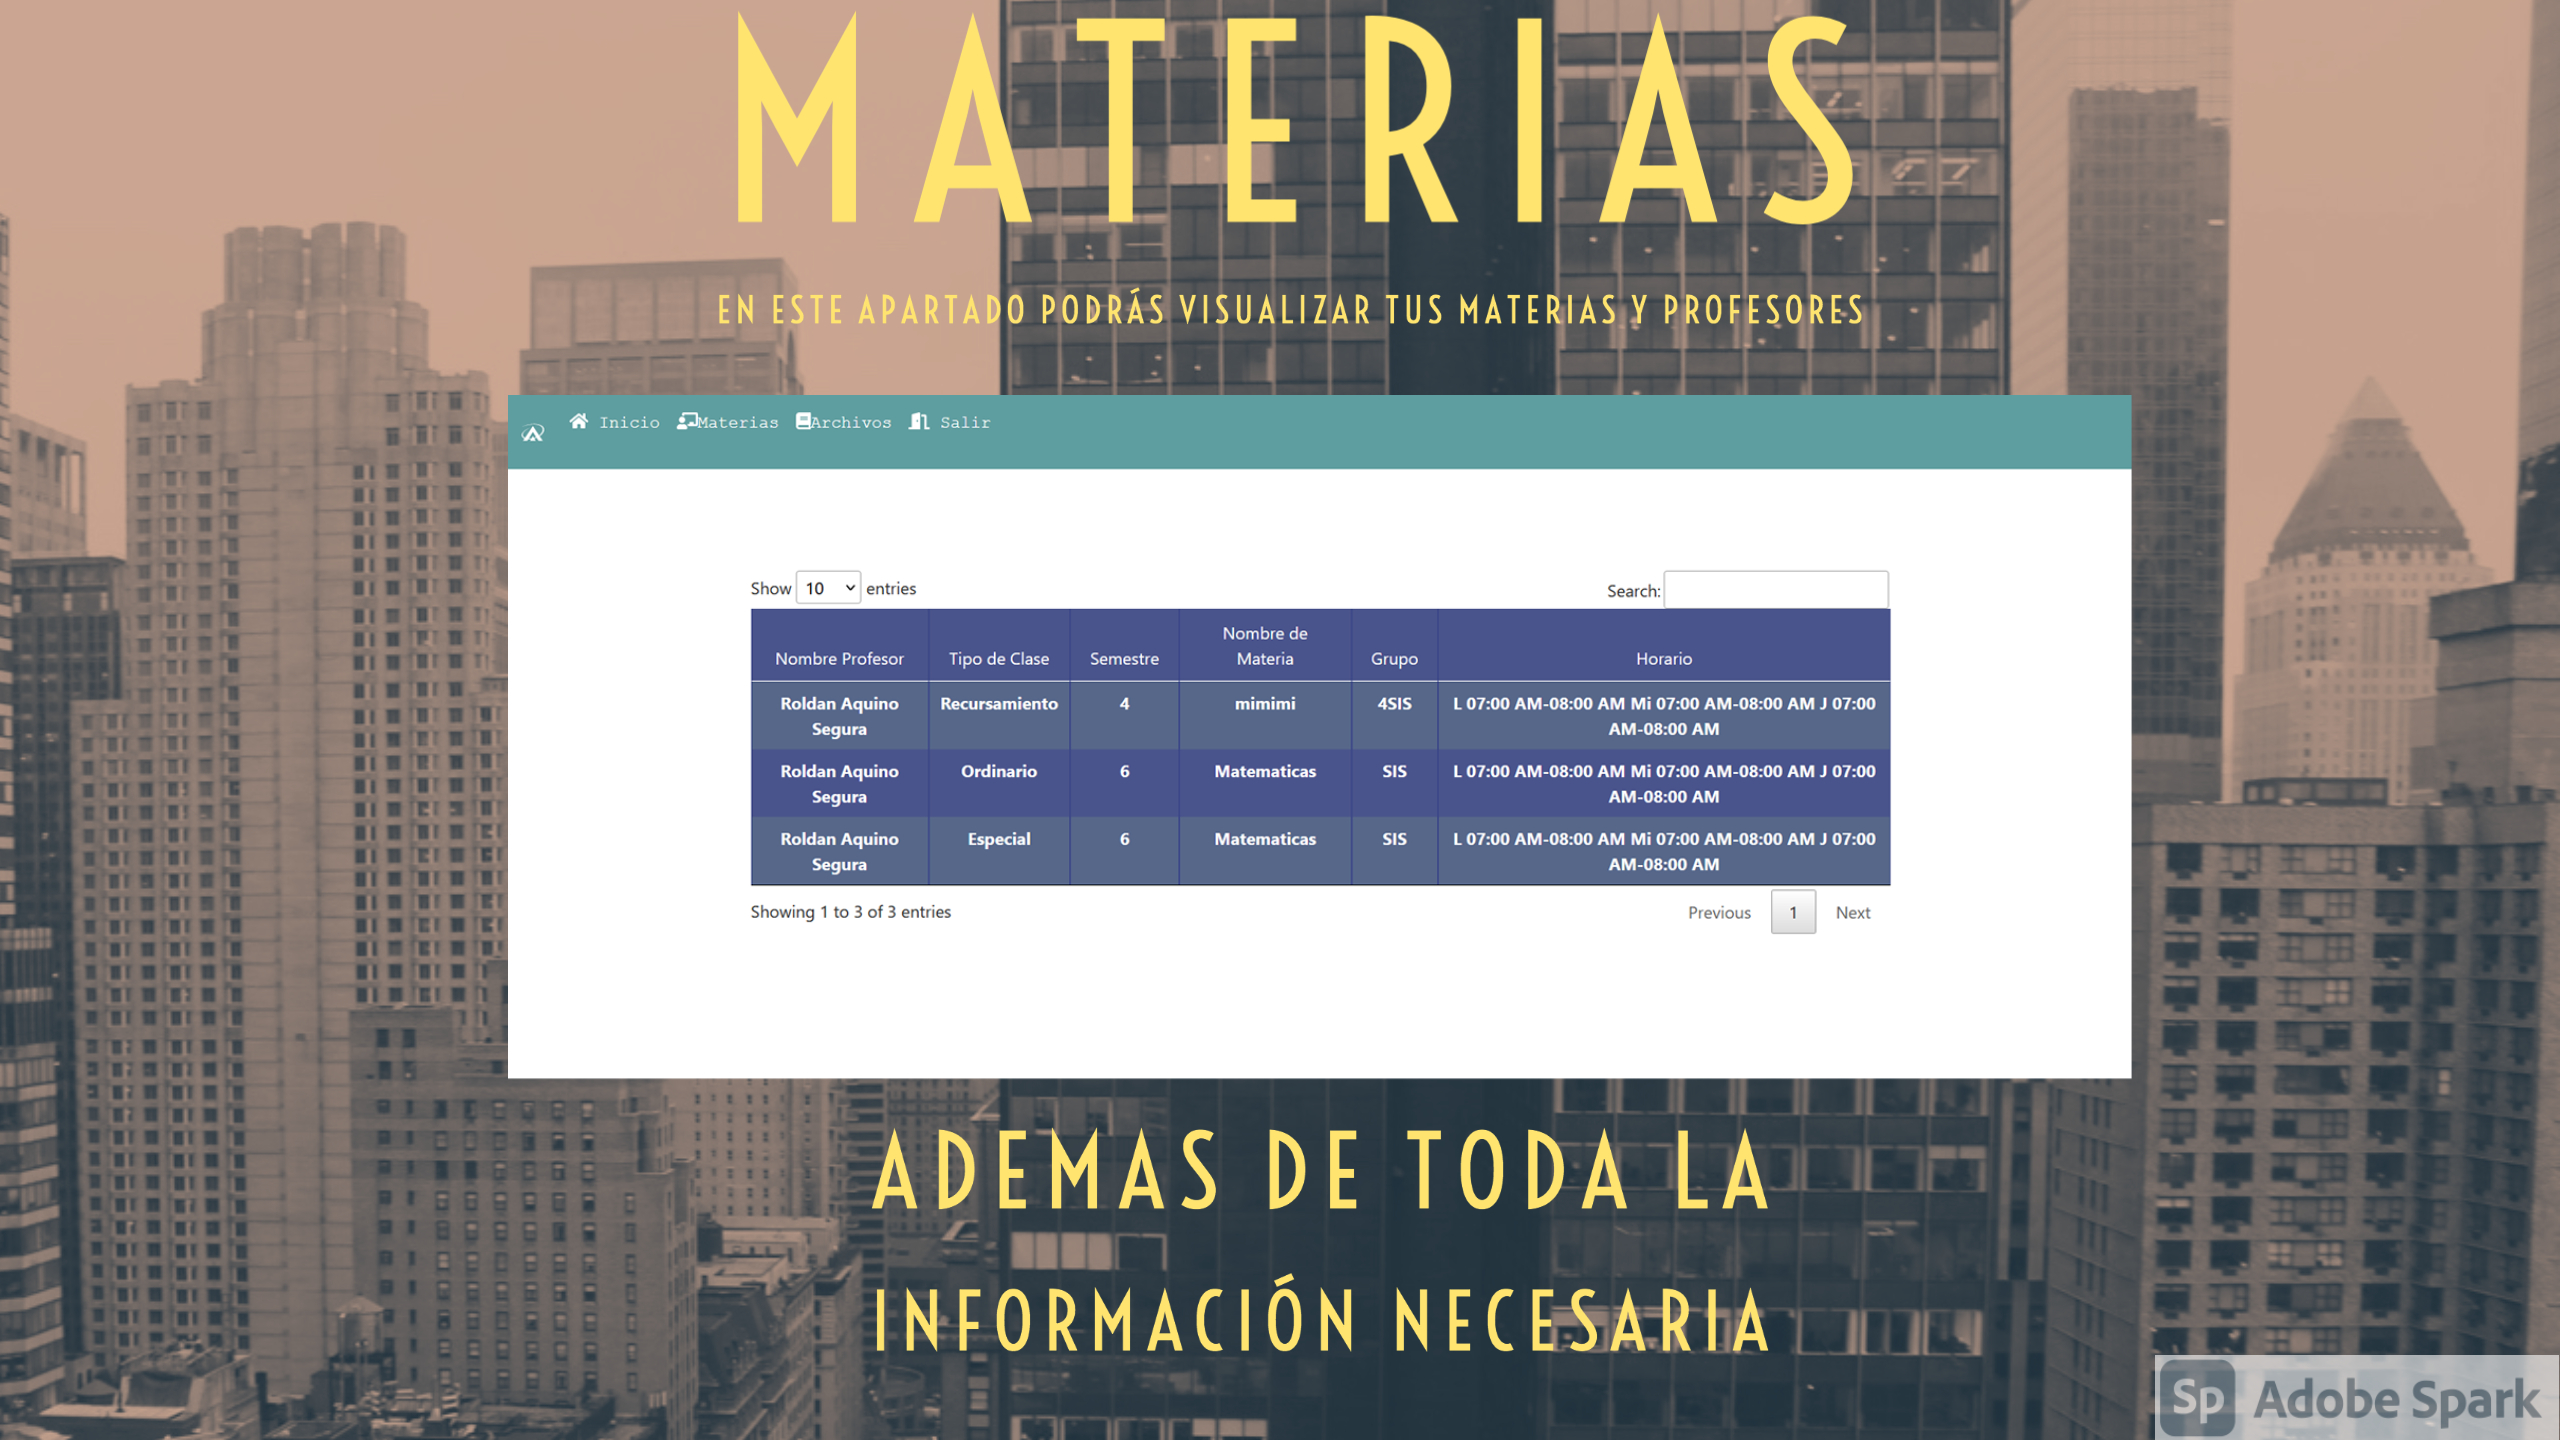 MATERIAS
EN ESTE APARTADO PODRÁS VISUALIZAR TUS MATERIAS Y PROFESORES
Inicio Materias Archivos Salir
Show 10 entries Search:
Nombre Profesor Tipo de Clase Semestre Nombre de Materia Grupo Horario
Roldan Aquino Segura Recursamiento 4 mimimi 4SIS L 07:00 AM-08:00 AM Mi 07:00 AM-08:00 AM J 07:00 AM-08:00 AM
Roldan Aquino Segura Ordinario 6 Matematicas SIS L 07:00 AM-08:00 AM Mi 07:00 AM-08:00 AM J 07:00 AM-08:00 AM
Roldan Aquino Segura Especial 6 Matematicas SIS L 07:00 AM-08:00 AM Mi 07:00 AM-08:00 AM J 07:00 AM-08:00 AM
Showing 1 to 3 of 3 entries Previous 1 Next
ADEMAS DE TODA LA
INFORMACIÓN NECESARIA
Sp Adobe Spark